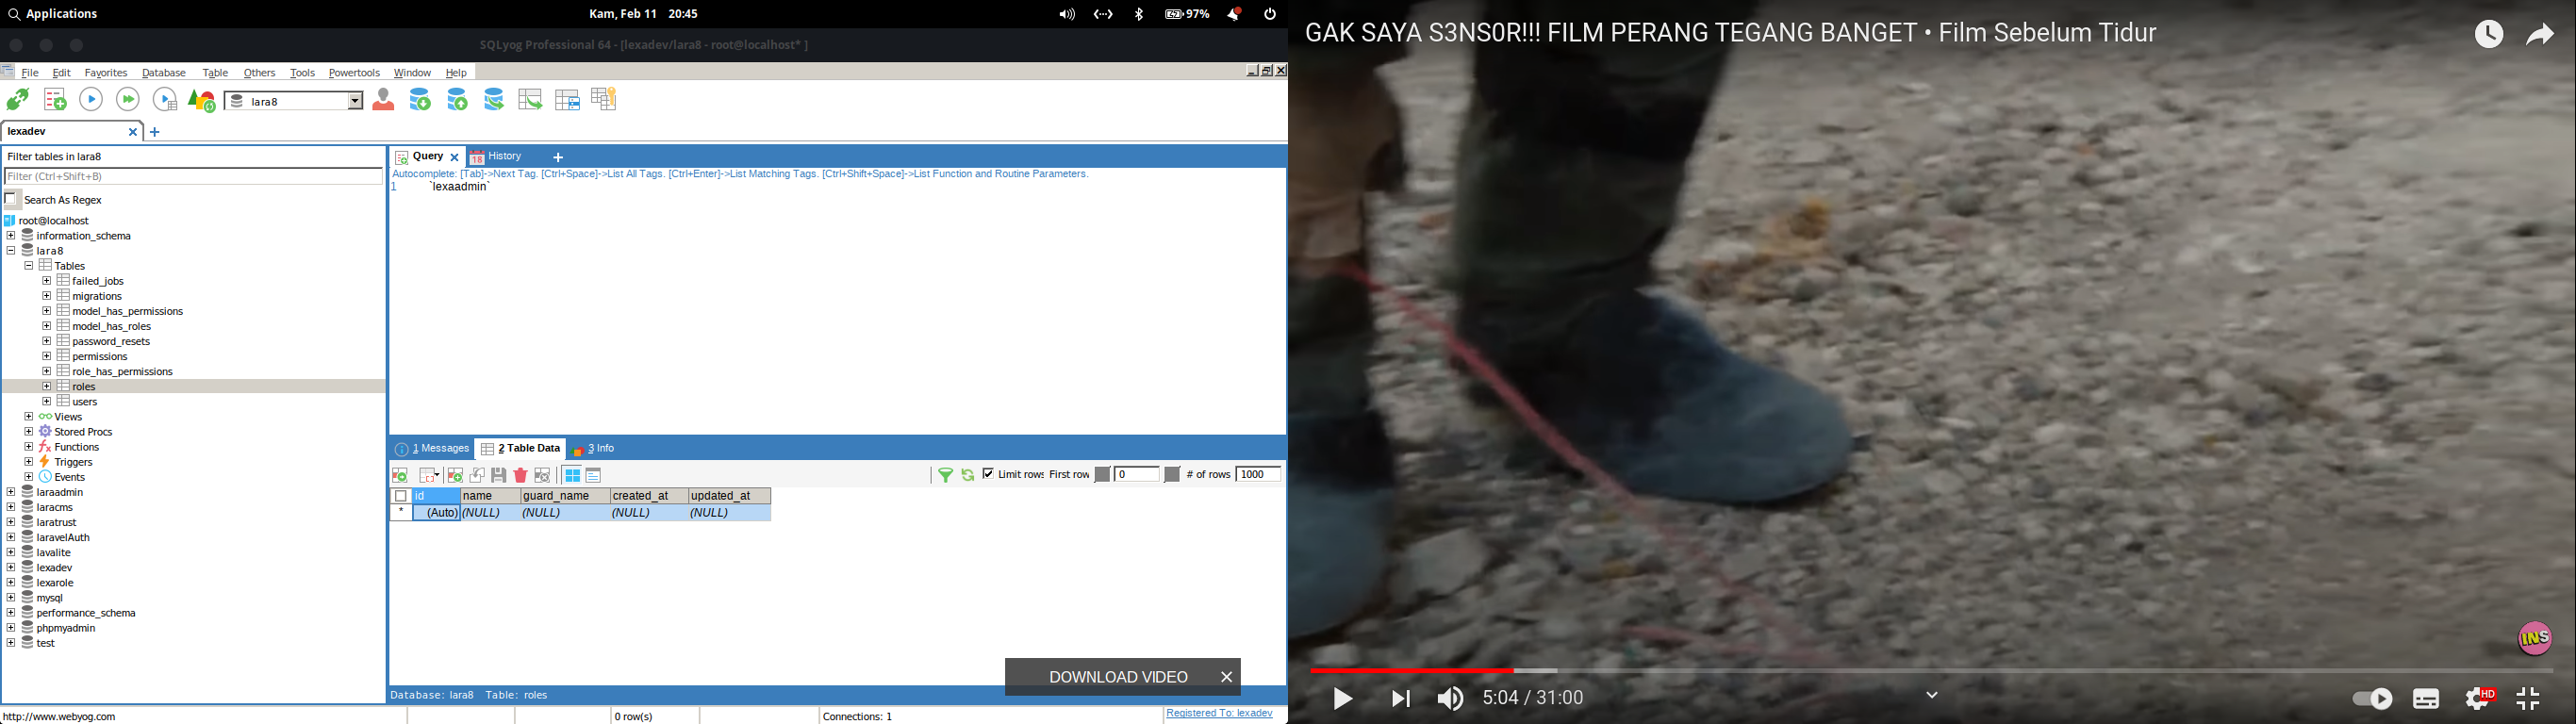 Applications
Kam, Feb 11 20:45
97%
SQLyog Professional 64 - [lexadev/lara8 - root@localhost* ]
File Edit Favorites Database Table Others Tools Powertools Window Help
lara8
lexadev
Filter tables in lara8
Filter (Ctrl+Shift+B)
Search As Regex
root@localhost
information_schema
lara8
Tables
failed_jobs
migrations
model_has_permissions
model_has_roles
password_resets
permissions
role_has_permissions
roles
users
Views
Stored Procs
Functions
Triggers
Events
laraadmin
laracms
laratrust
laravelAuth
lavalite
lexadev
lexarole
mysql
performance_schema
phpmyadmin
test
Query
18 History
Autocomplete: [Tab]->Next Tag. [Ctrl+Space]->List All Tags. [Ctrl+Enter]->List Matching Tags. [Ctrl+Shift+Space]->List Function and Routine Parameters.
1 `lexaadmin`
1 Messages 2 Table Data 3 Info
Limit rows First row 0 # of rows 1000
id name guard_name created_at updated_at
* (Auto) (NULL) (NULL) (NULL) (NULL)
DOWNLOAD VIDEO
Database: lara8 Table: roles
http://www.webyog.com
0 row(s)
Connections: 1
Registered To: lexadev
GAK SAYA S3NS0R!!! FILM PERANG TEGANG BANGET • Film Sebelum Tidur
INS
5:04 / 31:00
HD